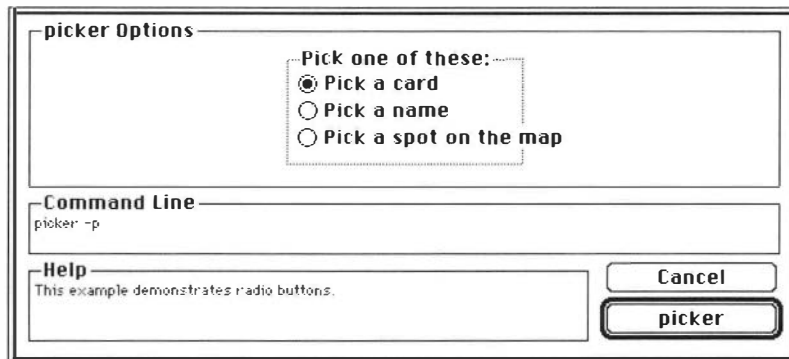 picker Options
Pick one of these:
Pick a card
Pick a name
Pick a spot on the map
Command Line
picker -p
Help
This example demonstrates radio buttons.
Cancel
picker